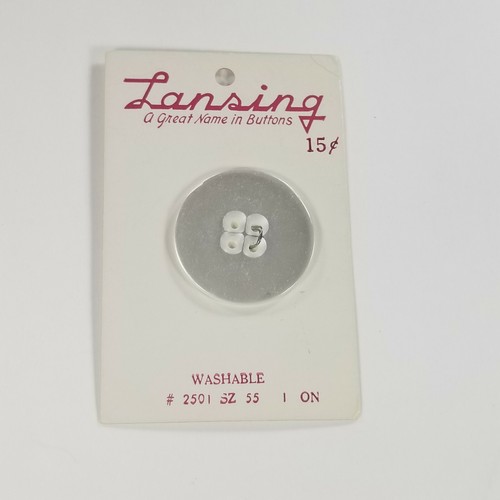 Lansing
A Great Name in Buttons
15¢
WASHABLE
# 2501 SZ 55 1 ON